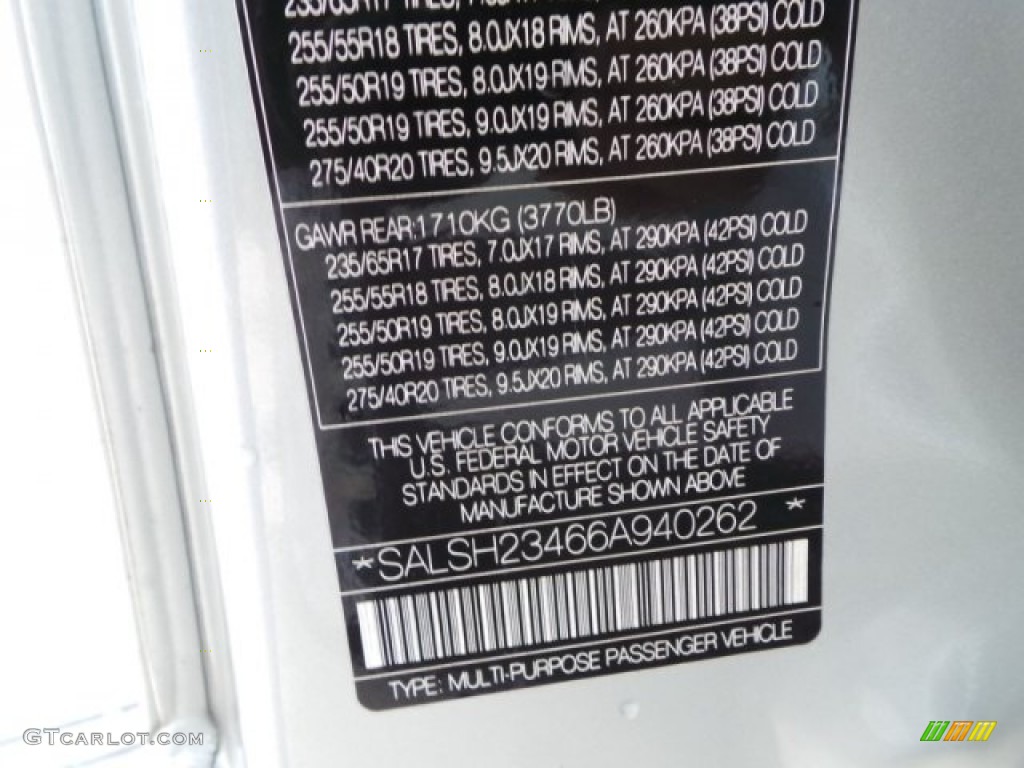 235/65R17 TIRES,
255/55R18 TIRES, 8.0JX18 RIMS, AT 260KPA (38PSI) COLD
255/50R19 TIRES, 8.0JX19 RIMS, AT 260KPA (38PSI) COLD
255/50R19 TIRES, 9.0JX19 RIMS, AT 260KPA (38PSI) COLD
275/40R20 TIRES, 9.5JX20 RIMS, AT 260KPA (38PSI) COLD
GAWR REAR:1710KG (3770LB)
235/65R17 TIRES, 7.0JX17 RIMS, AT 290KPA (42PSI) COLD
255/55R18 TIRES, 8.0JX18 RIMS, AT 290KPA (42PSI) COLD
255/50R19 TIRES, 8.0JX19 RIMS, AT 290KPA (42PSI) COLD
255/50R19 TIRES, 9.0JX19 RIMS, AT 290KPA (42PSI) COLD
275/40R20 TIRES, 9.5JX20 RIMS, AT 290KPA (42PSI) COLD
THIS VEHICLE CONFORMS TO ALL APPLICABLE
U.S. FEDERAL MOTOR VEHICLE SAFETY
STANDARDS IN EFFECT ON THE DATE OF
MANUFACTURE SHOWN ABOVE
*SALSH23466A940262 *
TYPE: MULTI-PURPOSE PASSENGER VEHICLE
GTCARLOT.COM